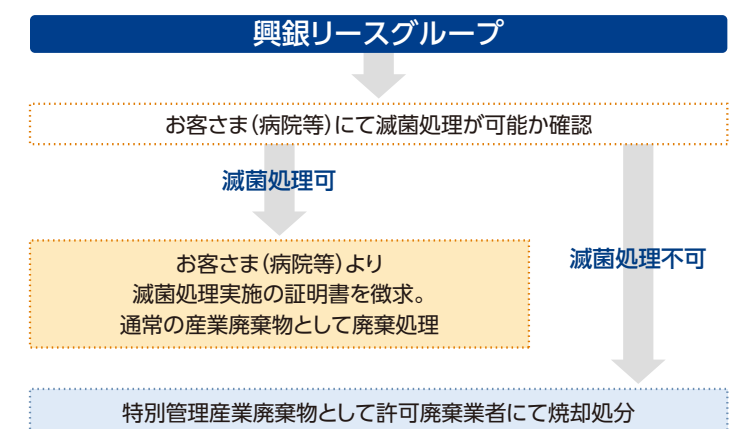 興銀リースグループ
お客さま(病院等)にて滅菌処理が可能か確認
滅菌処理可
お客さま(病院等)より
滅菌処理実施の証明書を徴求。
通常の産業廃棄物として廃棄処理
滅菌処理不可
特別管理産業廃棄物として許可廃棄業者にて焼却処分